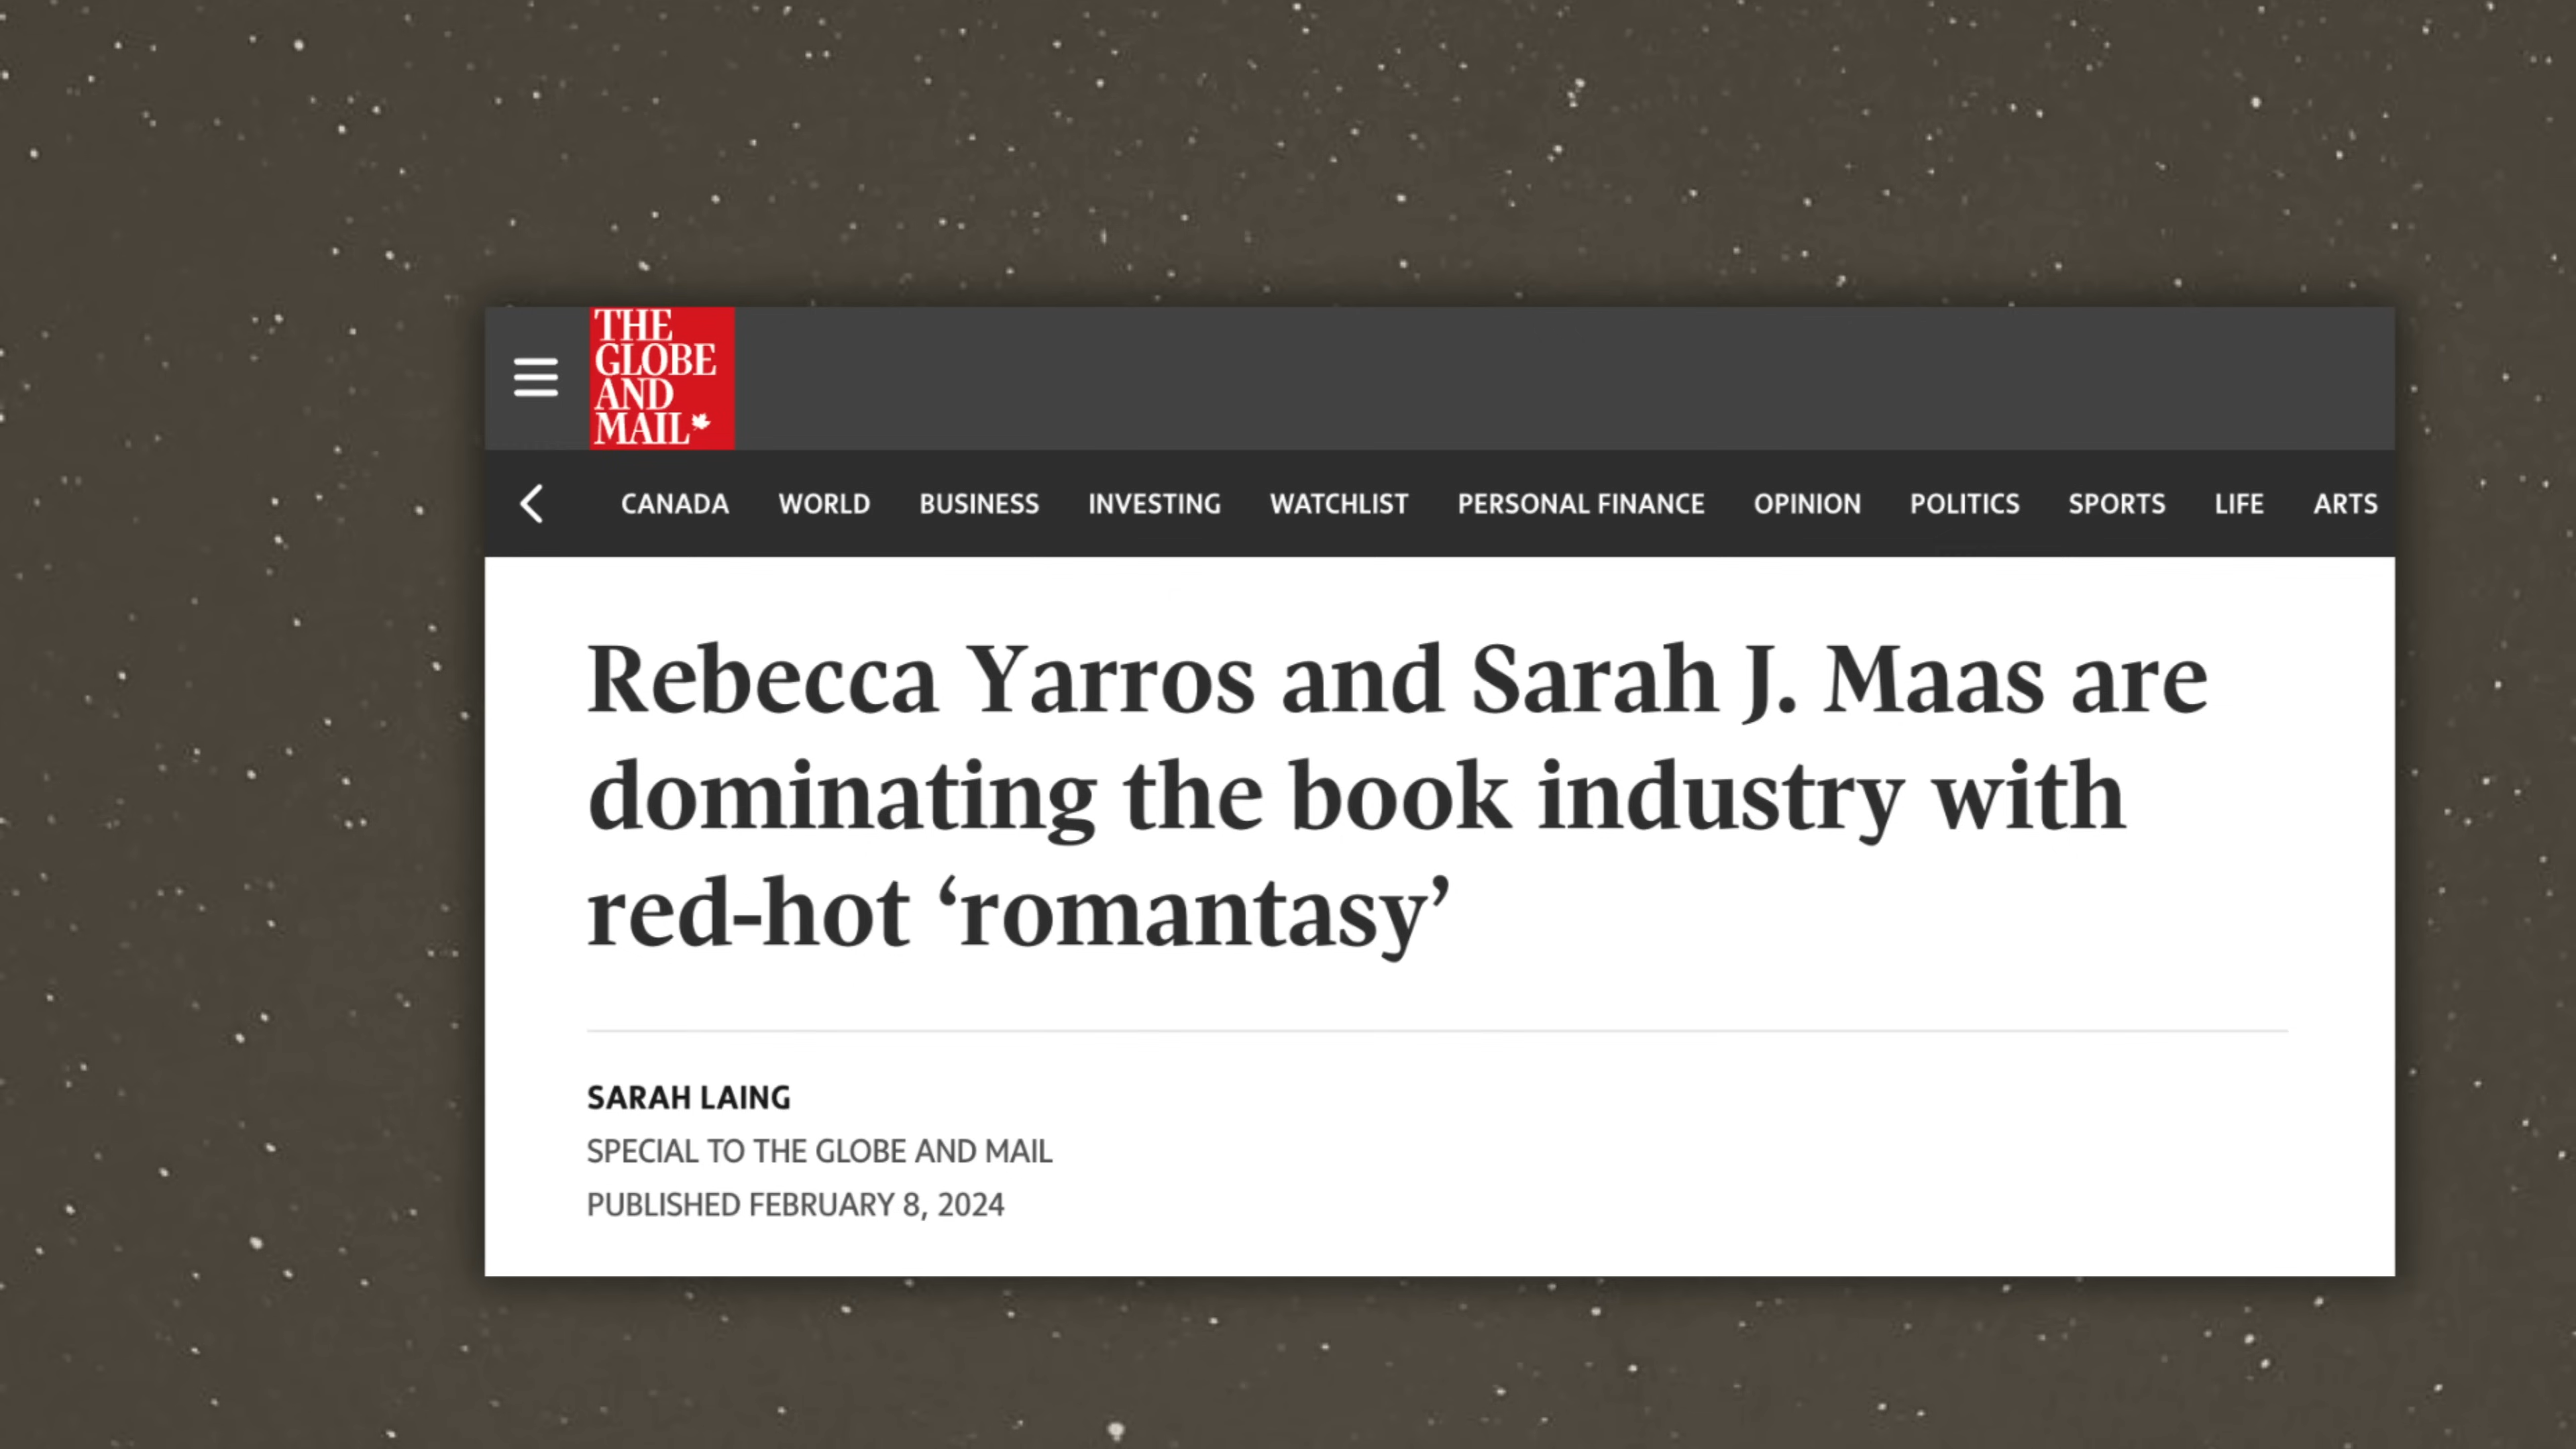 THE
GLOBE
AND
MAIL
CANADA WORLD BUSINESS INVESTING WATCHLIST PERSONAL FINANCE OPINION POLITICS SPORTS LIFE ARTS
Rebecca Yarros and Sarah J. Maas are
dominating the book industry with
red-hot ‘romantasy’
SARAH LAING
SPECIAL TO THE GLOBE AND MAIL
PUBLISHED FEBRUARY 8, 2024